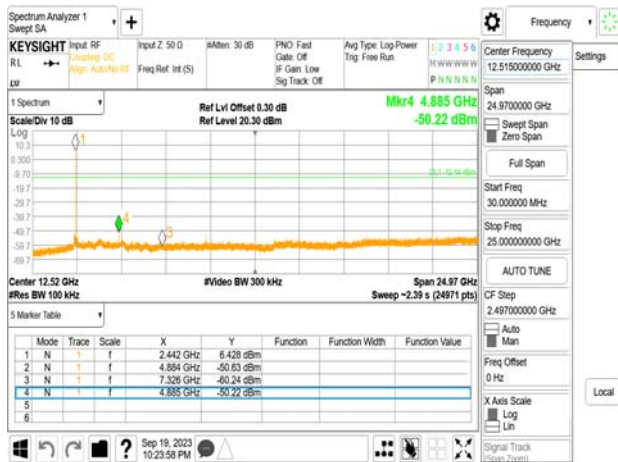 Spectrum Analyzer 1
Swept SA
Frequency
Settings
KEYSIGHT
Input: RF
Coupling: DC
Align: Auto/No RF
Input Z: 50 Ω
Freq Ref: Int (S)
#Atten: 30 dB
PNO: Fast
Gate: Off
IF Gain: Low
Sig Track: Off
Avg Type: Log-Power
Trig: Free Run
1 2 3 4 5 6
M W W W W W
P N N N N N
RL
1 Spectrum
Scale/Div 10 dB
Ref Lvl Offset 0.30 dB
Ref Level 20.30 dBm
Mkr4 4.885 GHz
-50.22 dBm
Log
10.3
0.300
-9.70
-19.7
-29.7
-39.7
-49.7
-59.7
-69.7
1
4
3
Center 12.52 GHz
#Video BW 300 kHz
Span 24.97 GHz
#Res BW 100 kHz
Sweep ~2.39 s (24971 pts)
5 Marker Table
Mode Trace Scale X Y Function Function Width Function Value
1 N 1 f 2.442 GHz 6.428 dBm
2 N 1 f 4.884 GHz -50.63 dBm
3 N 1 f 7.326 GHz -60.24 dBm
4 N 1 f 4.885 GHz -50.22 dBm
5
6
Sep 19, 2023
10:23:58 PM
Center Frequency
12.515000000 GHz
Span
24.9700000 GHz
Swept Span
Zero Span
Full Span
Start Freq
30.000000 MHz
Stop Freq
25.000000000 GHz
AUTO TUNE
CF Step
2.497000000 GHz
Auto
Man
Freq Offset
0 Hz
X Axis Scale
Log
Lin
Signal Track
(Span Zoom)
Local